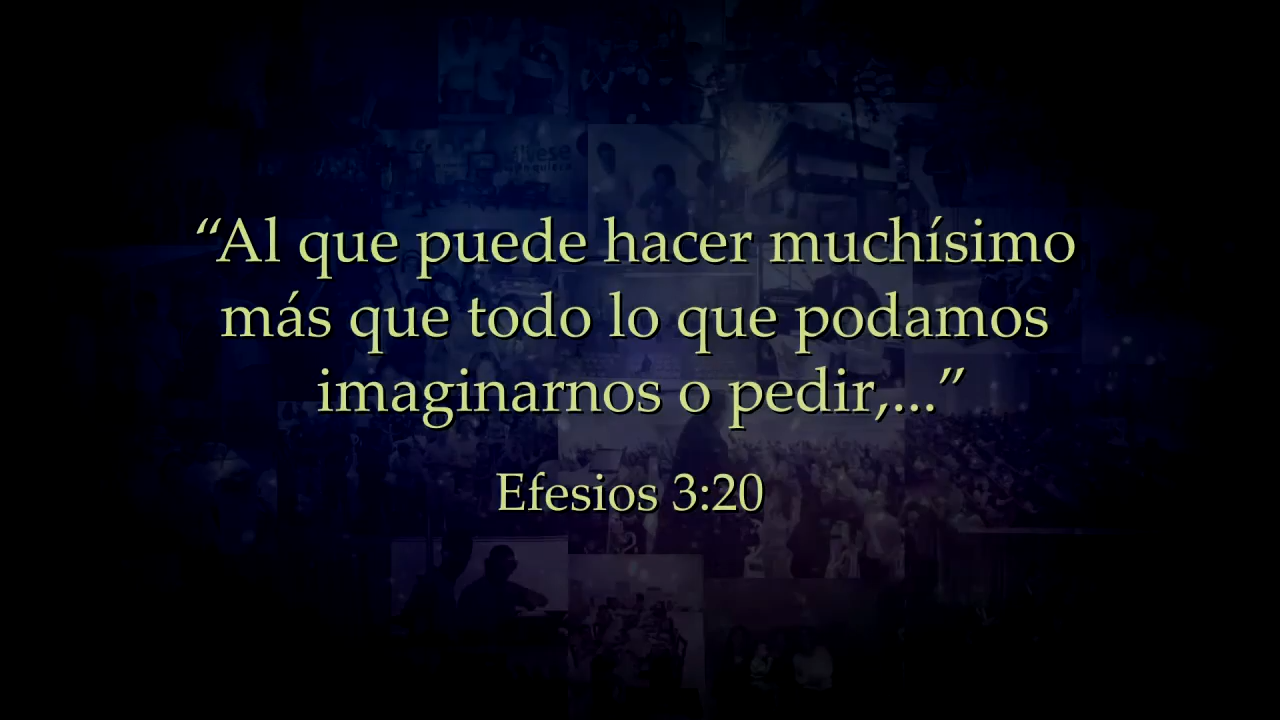 “Al que puede hacer muchísimo
más que todo lo que podamos
imaginarnos o pedir,...”
Efesios 3:20